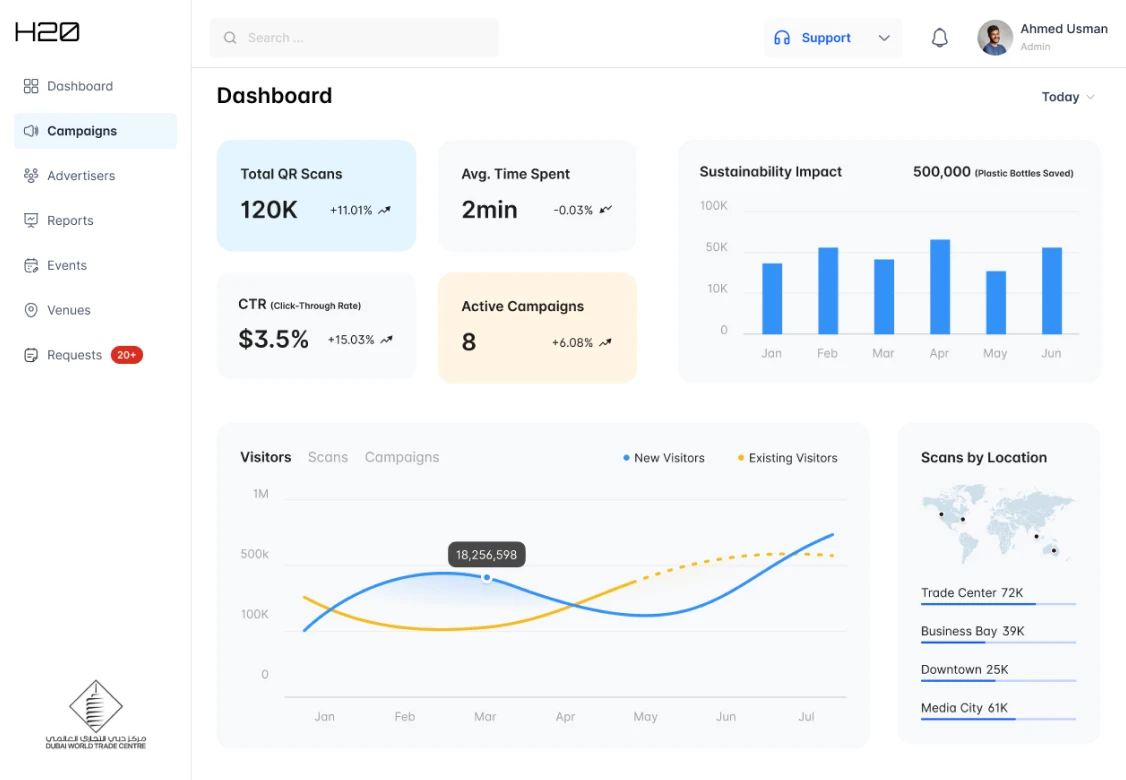 H20
Search ...
Support
Ahmed Usman
Admin
Dashboard
Campaigns
Advertisers
Reports
Events
Venues
Requests 20+
مركز دبي التجاري العالمي
DUBAI WORLD TRADE CENTRE
Dashboard
Today
Total QR Scans
120K +11.01%
Avg. Time Spent
2min -0.03%
CTR (Click-Through Rate)
$3.5% +15.03%
Active Campaigns
8 +6.08%
Sustainability Impact 500,000 (Plastic Bottles Saved)
100K
50K
10K
0
Jan Feb Mar Apr May Jun
Visitors Scans Campaigns New Visitors Existing Visitors
1M
500k
18,256,598
100K
0
Jan Feb Mar Apr May Jun Jul
Scans by Location
Trade Center 72K
Business Bay 39K
Downtown 25K
Media City 61K